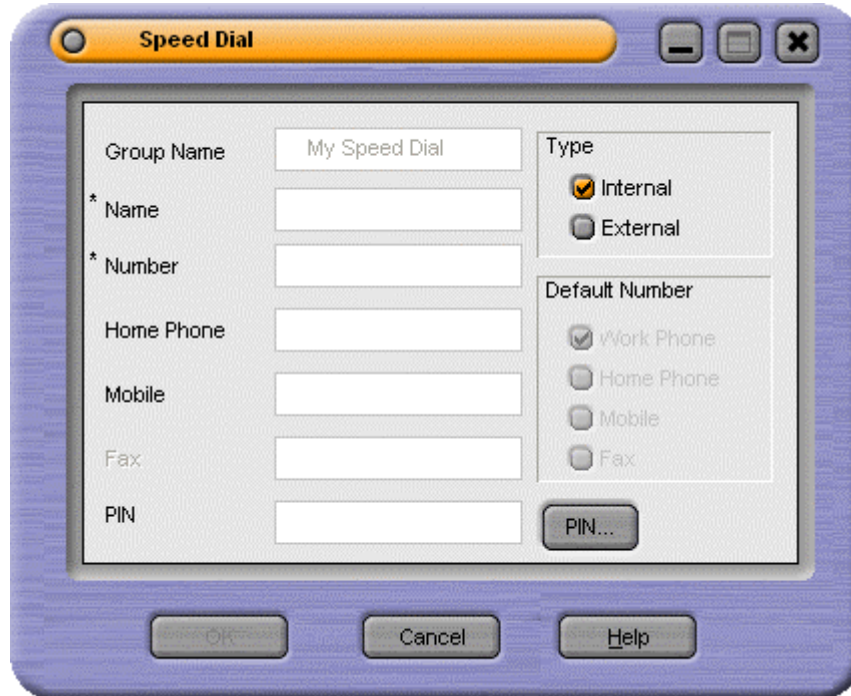 Speed Dial
Group Name
My Speed Dial
* Name
* Number
Home Phone
Mobile
Fax
PIN
Type
Internal
External
Default Number
Work Phone
Home Phone
Mobile
Fax
PIN...
OK
Cancel
Help